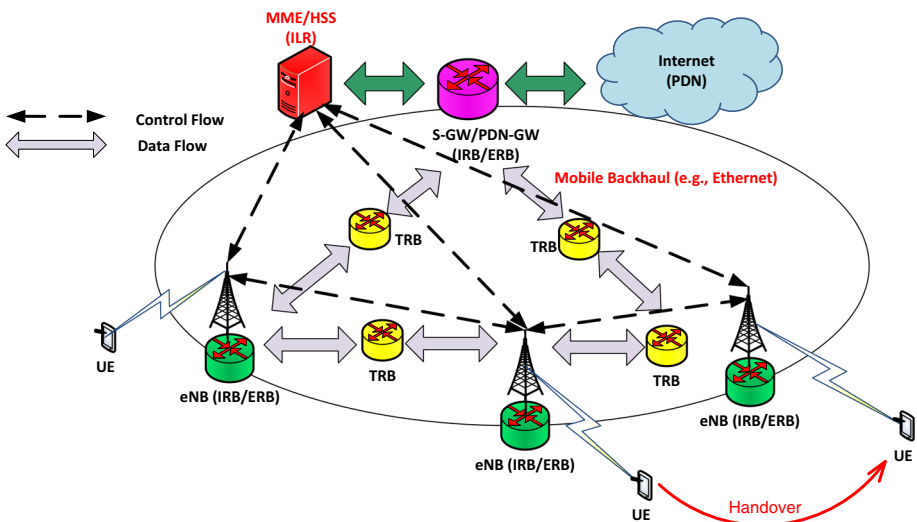 MME/HSS
(ILR)
Internet
(PDN)
Control Flow
Data Flow
S-GW/PDN-GW
(IRB/ERB)
Mobile Backhaul (e.g., Ethernet)
TRB
TRB
UE
TRB
TRB
eNB (IRB/ERB)
eNB (IRB/ERB)
eNB (IRB/ERB)
UE
Handover
UE